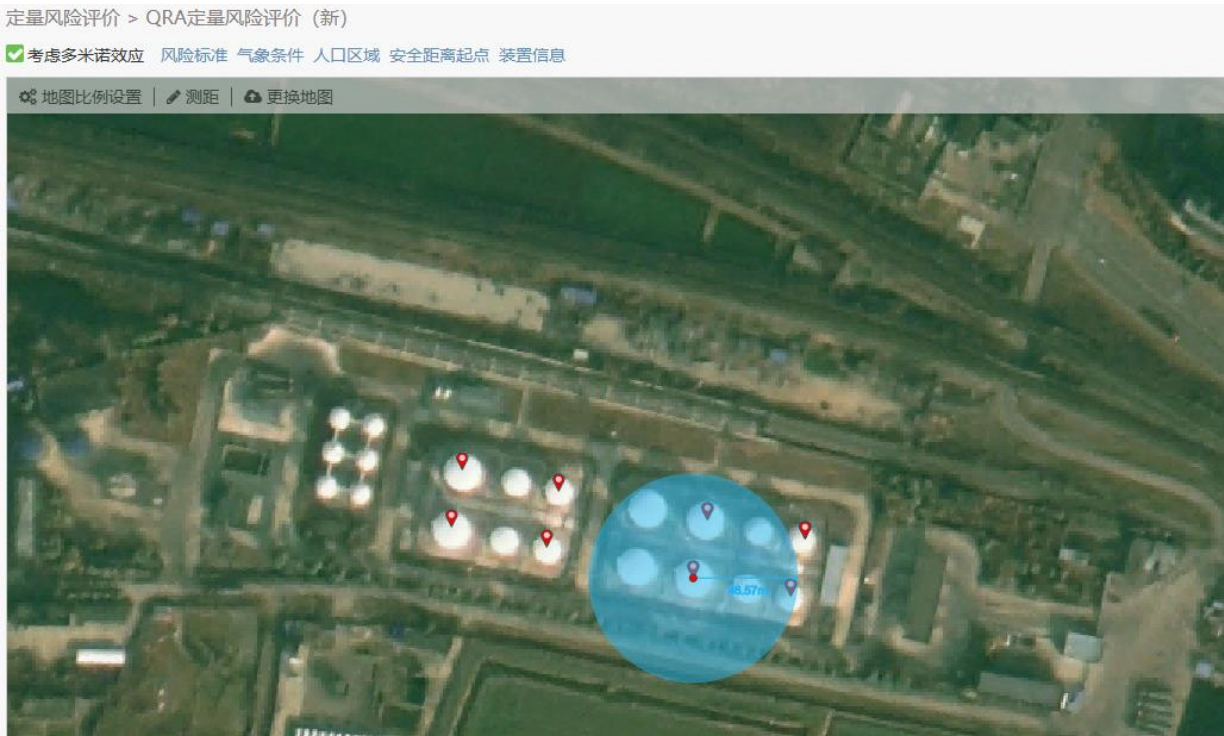 定量风险评价 > QRA定量风险评价（新）
考虑多米诺效应 风险标准 气象条件 人口区域 安全距离起点 装置信息
地图比例设置 | 测距 | 更换地图
46.57m